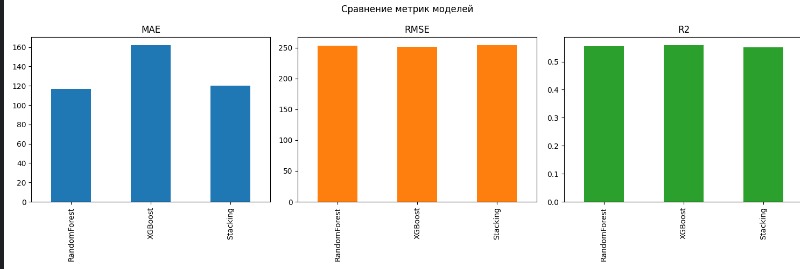 Сравнение метрик моделей
MAE
160
140
120
100
80
60
40
20
0
RandomForest
XGBoost
Stacking
RMSE
250
200
150
100
50
0
RandomForest
XGBoost
Stacking
R2
0.5
0.4
0.3
0.2
0.1
0.0
RandomForest
XGBoost
Stacking